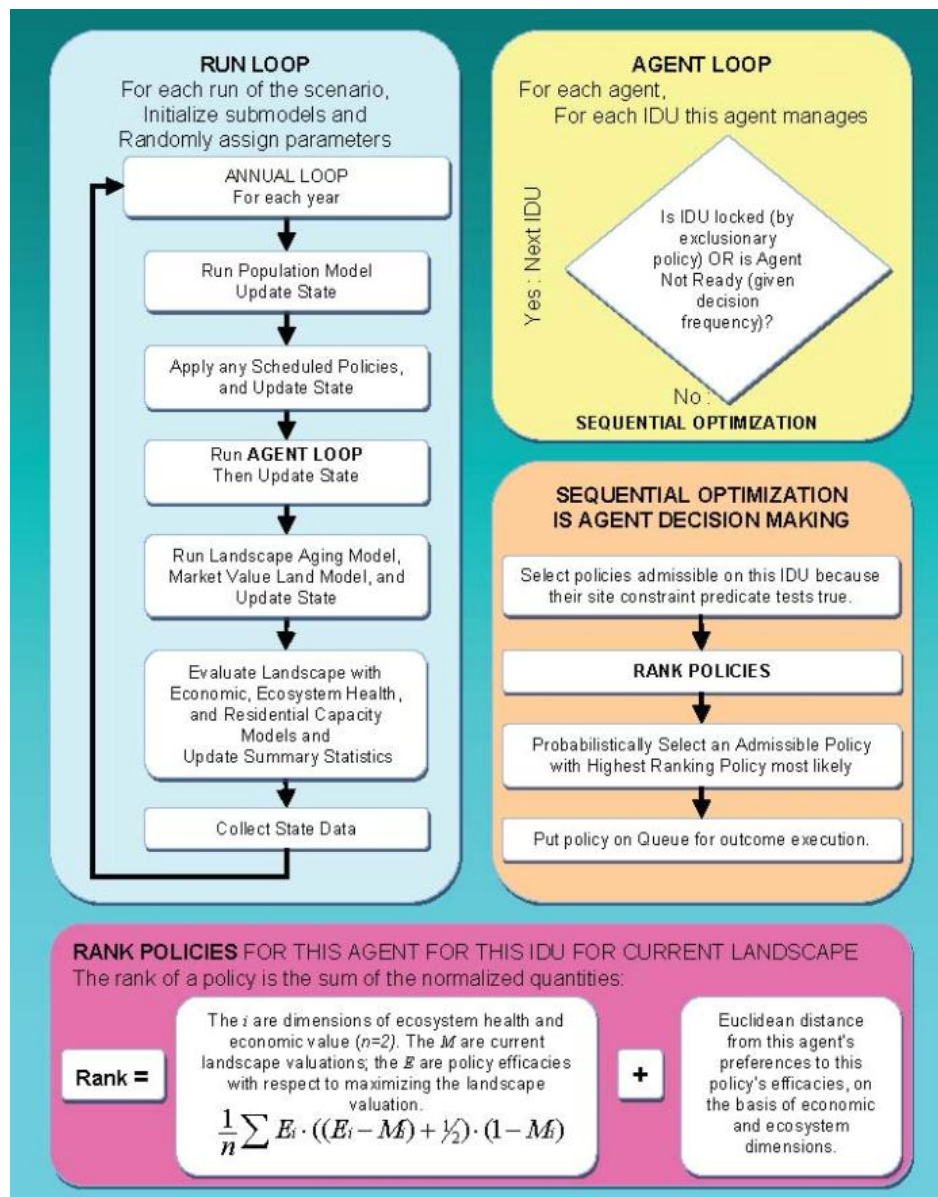 RUN LOOP
For each run of the scenario,
Initialize submodels and
Randomly assign parameters
ANNUAL LOOP
For each year
Run Population Model
Update State
Apply any Scheduled Policies,
and Update State
Run AGENT LOOP
Then Update State
Run Landscape Aging Model,
Market Value Land Model, and
Update State
Evaluate Landscape with
Economic, Ecosystem Health,
and Residential Capacity
Models and
Update Summary Statistics
Collect State Data
AGENT LOOP
For each agent,
For each IDU this agent manages
Yes : Next IDU
Is IDU locked (by
exclusionary
policy) OR is Agent
Not Ready (given
decision
frequency)?
No :
SEQUENTIAL OPTIMIZATION
SEQUENTIAL OPTIMIZATION
IS AGENT DECISION MAKING
Select policies admissible on this IDU because
their site constraint predicate tests true.
RANK POLICIES
Probabilistically Select an Admissible Policy
with Highest Ranking Policy most likely
Put policy on Queue for outcome execution.
RANK POLICIES FOR THIS AGENT FOR THIS IDU FOR CURRENT LANDSCAPE
The rank of a policy is the sum of the normalized quantities:
Rank =
The i are dimensions of ecosystem health and
economic value (n=2). The M are current
landscape valuations; the E are policy efficacies
with respect to maximizing the landscape
valuation.
1/n ∑ Ei · ((Ei − Mi) + 1/2) · (1 − Mi)
+
Euclidean distance
from this agent's
preferences to this
policy's efficacies, on
the basis of economic
and ecosystem
dimensions.